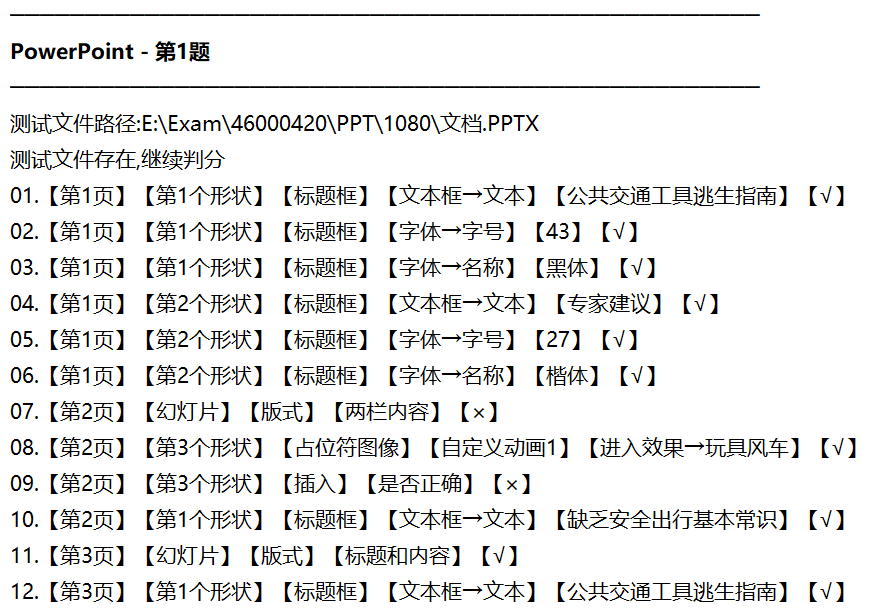 PowerPoint - 第1题
测试文件路径:E:\Exam\46000420\PPT\1080\文档.PPTX
测试文件存在,继续判分
01.【第1页】【第1个形状】【标题框】【文本框→文本】【公共交通工具逃生指南】【√】
02.【第1页】【第1个形状】【标题框】【字体→字号】【43】【√】
03.【第1页】【第1个形状】【标题框】【字体→名称】【黑体】【√】
04.【第1页】【第2个形状】【标题框】【文本框→文本】【专家建议】【√】
05.【第1页】【第2个形状】【标题框】【字体→字号】【27】【√】
06.【第1页】【第2个形状】【标题框】【字体→名称】【楷体】【√】
07.【第2页】【幻灯片】【版式】【两栏内容】【×】
08.【第2页】【第3个形状】【占位符图像】【自定义动画1】【进入效果→玩具风车】【√】
09.【第2页】【第3个形状】【插入】【是否正确】【×】
10.【第2页】【第1个形状】【标题框】【文本框→文本】【缺乏安全出行基本常识】【√】
11.【第3页】【幻灯片】【版式】【标题和内容】【√】
12.【第3页】【第1个形状】【标题框】【文本框→文本】【公共交通工具逃生指南】【√】